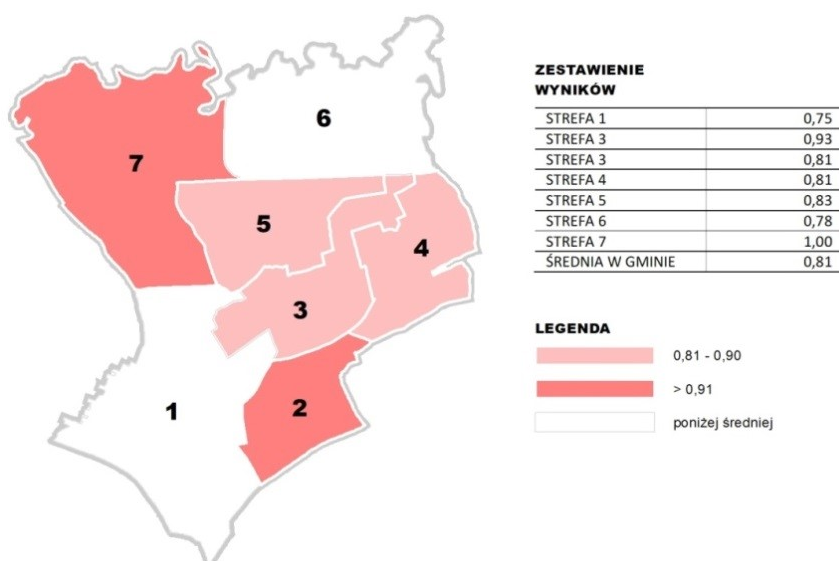 6
7
5
4
3
1
2
ZESTAWIENIE
WYNIKÓW
STREFA 1 0,75
STREFA 3 0,93
STREFA 3 0,81
STREFA 4 0,81
STREFA 5 0,83
STREFA 6 0,78
STREFA 7 1,00
ŚREDNIA W GMINIE 0,81
LEGENDA
0,81 - 0,90
> 0,91
poniżej średniej